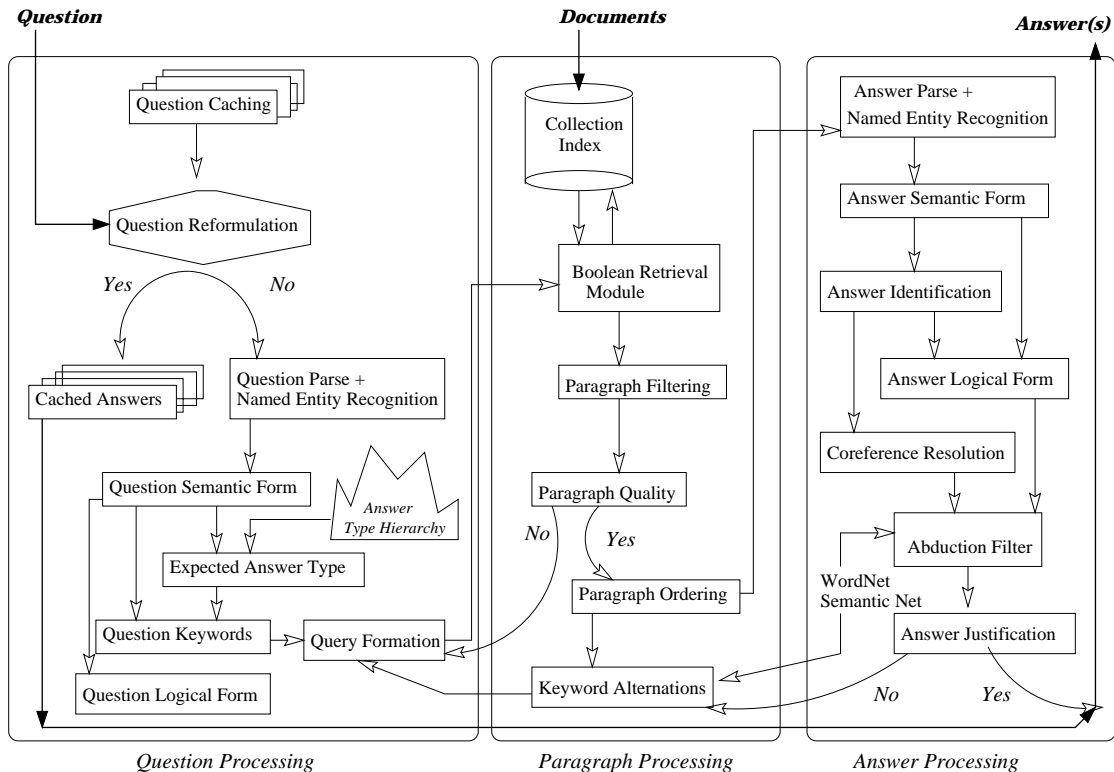 Question
Documents
Answer(s)
Question Caching
Question Reformulation
Yes
No
Cached Answers
Question Parse +
Named Entity Recognition
Question Semantic Form
Answer
Type Hierarchy
Expected Answer Type
Question Keywords
Query Formation
Question Logical Form
Question Processing
Collection
Index
Boolean Retrieval
Module
Paragraph Filtering
Paragraph Quality
No
Yes
Paragraph Ordering
Keyword Alternations
Paragraph Processing
Answer Parse +
Named Entity Recognition
Answer Semantic Form
Answer Identification
Answer Logical Form
Coreference Resolution
Abduction Filter
WordNet
Semantic Net
Answer Justification
No
Yes
Answer Processing